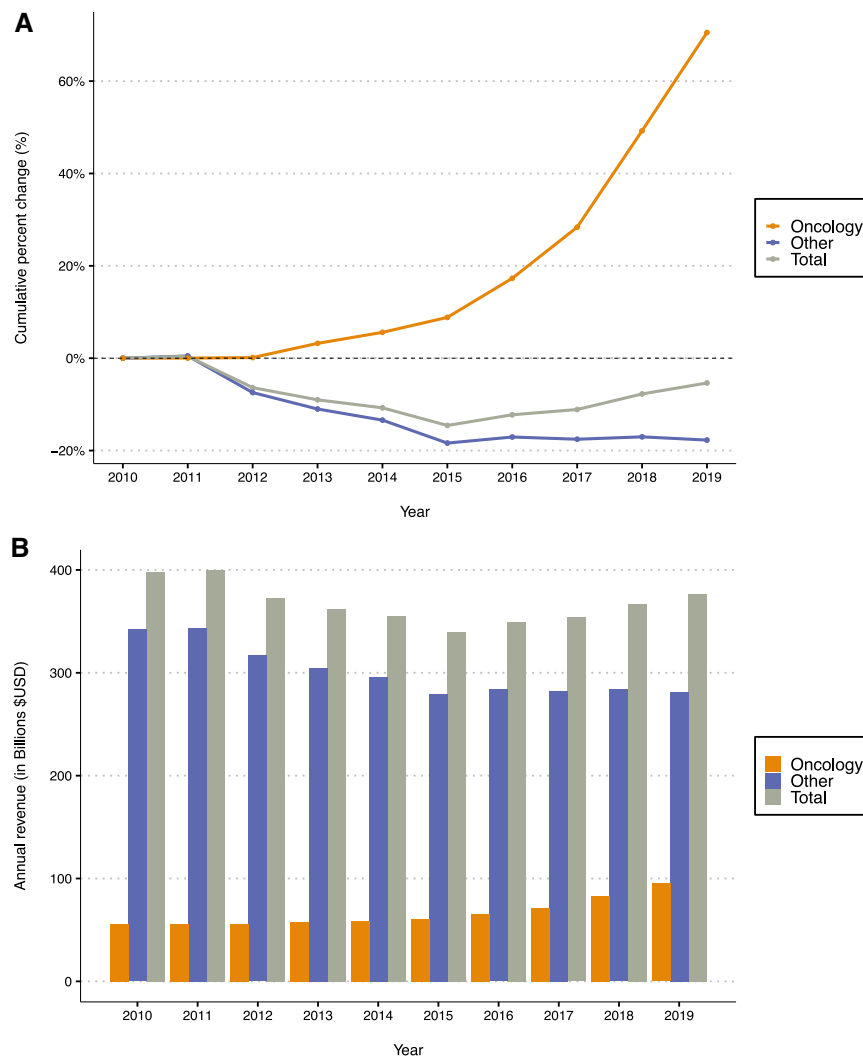 A
60%
40%
20%
0%
−20%
Cumulative percent change (%)
2010 2011 2012 2013 2014 2015 2016 2017 2018 2019
Year
Oncology
Other
Total
B
400
300
200
100
0
Annual revenue (in Billions $USD)
2010 2011 2012 2013 2014 2015 2016 2017 2018 2019
Year
Oncology
Other
Total